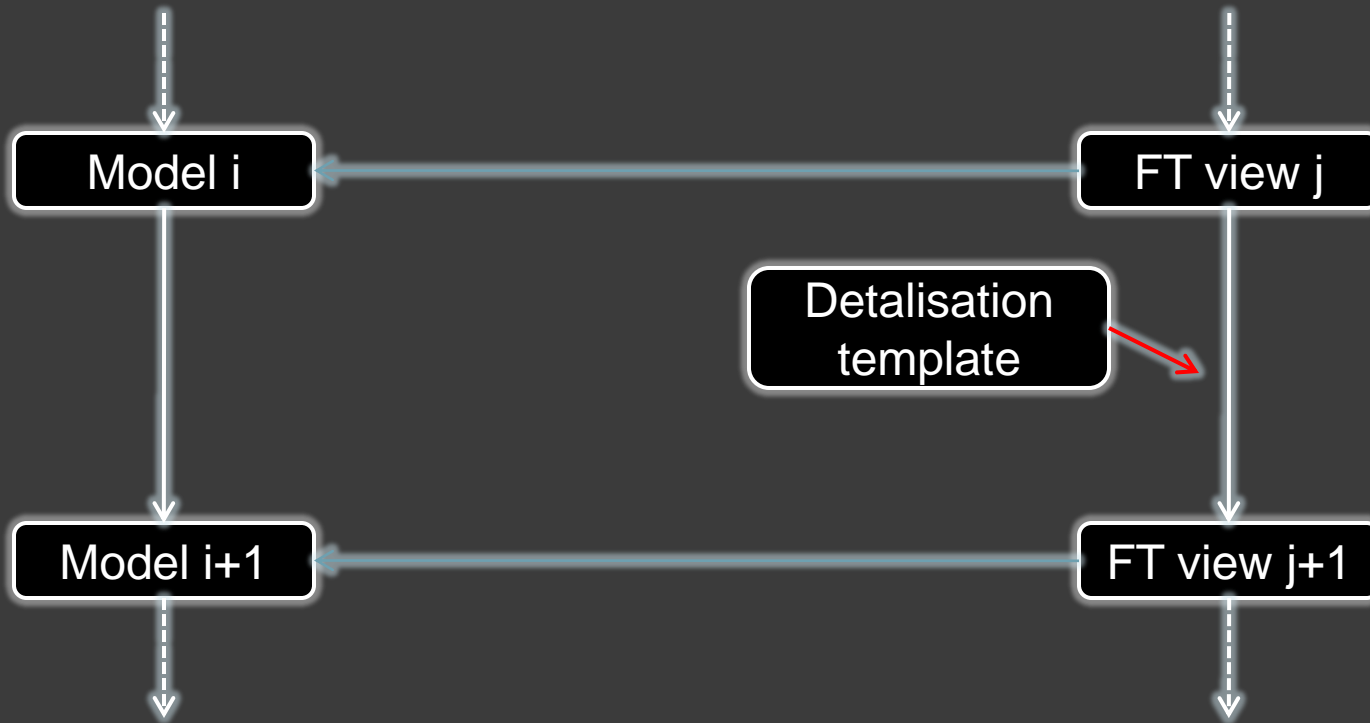 Model i
FT view j
Detalisation
template
Model i+1
FT view j+1